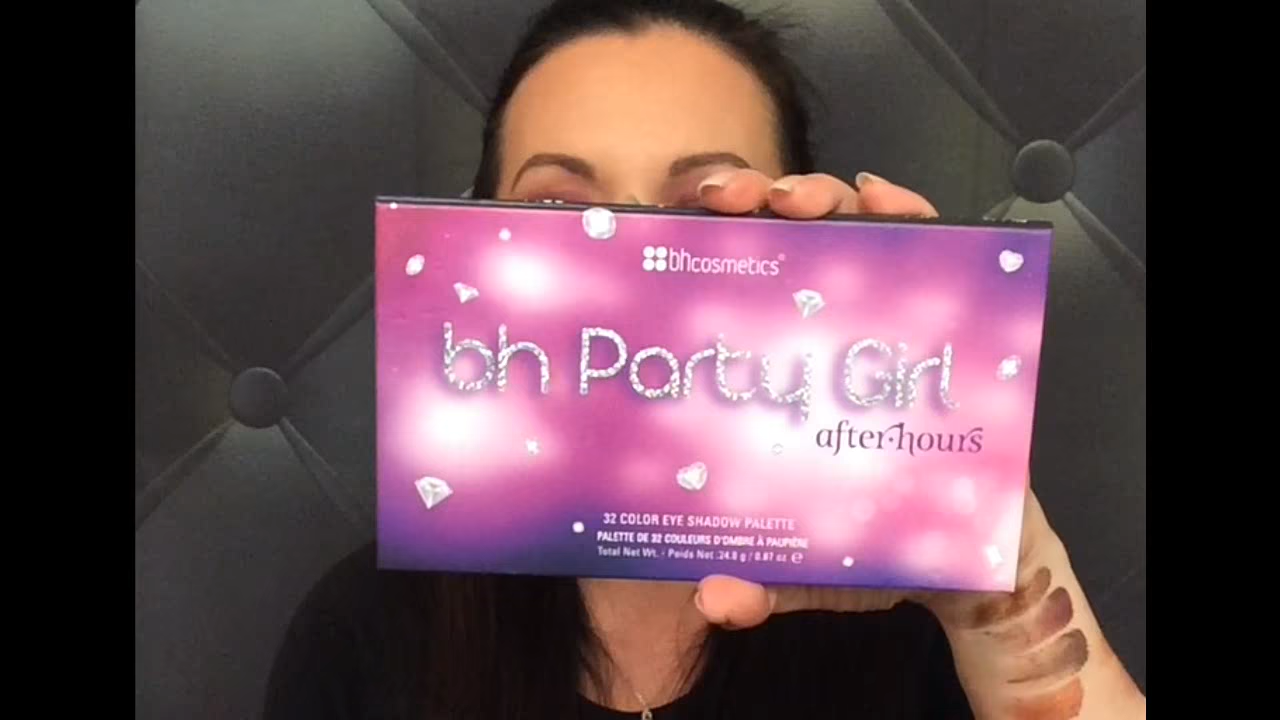 bhcosmetics®
bh Party Girl
after·hours
32 COLOR EYE SHADOW PALETTE
PALETTE DE 32 COULEURS D'OMBRE À PAUPIÈRE
Total Net Wt. - Poids Net :24.8 g / 0.87 oz ℮